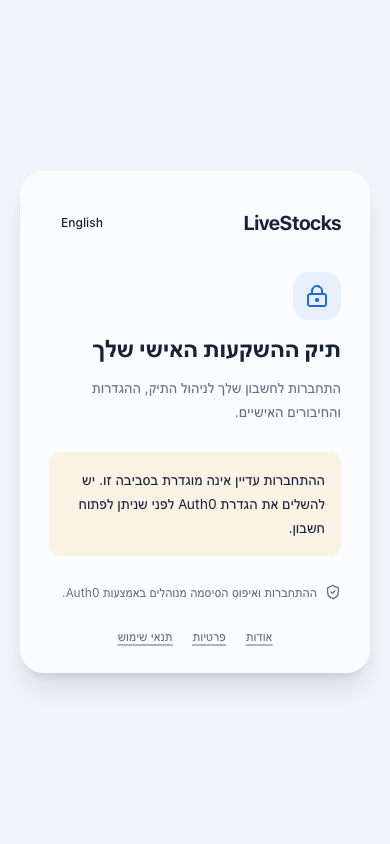 LiveStocks
English
תיק ההשקעות האישי שלך
התחברות לחשבון שלך לניהול התיק, ההגדרות
והחיבורים האישיים.
ההתחברות עדיין אינה מוגדרת בסביבה זו. יש
להשלים את הגדרת Auth0 לפני שניתן לפתוח
חשבון.
ההתחברות ואיפוס הסיסמה מנוהלים באמצעות Auth0.
אודות
פרטיות
תנאי שימוש